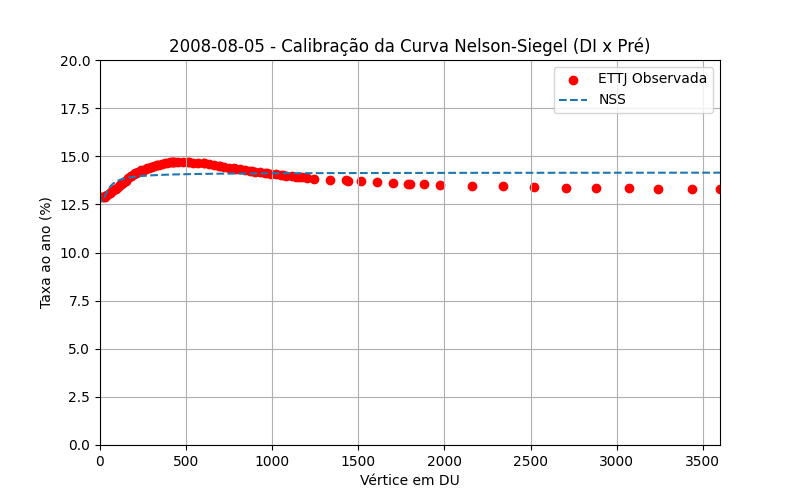 2008-08-05 - Calibração da Curva Nelson-Siegel (DI x Pré)
ETTJ Observada
NSS
Taxa ao ano (%)
20.0
17.5
15.0
12.5
10.0
7.5
5.0
2.5
0.0
0 500 1000 1500 2000 2500 3000 3500
Vértice em DU